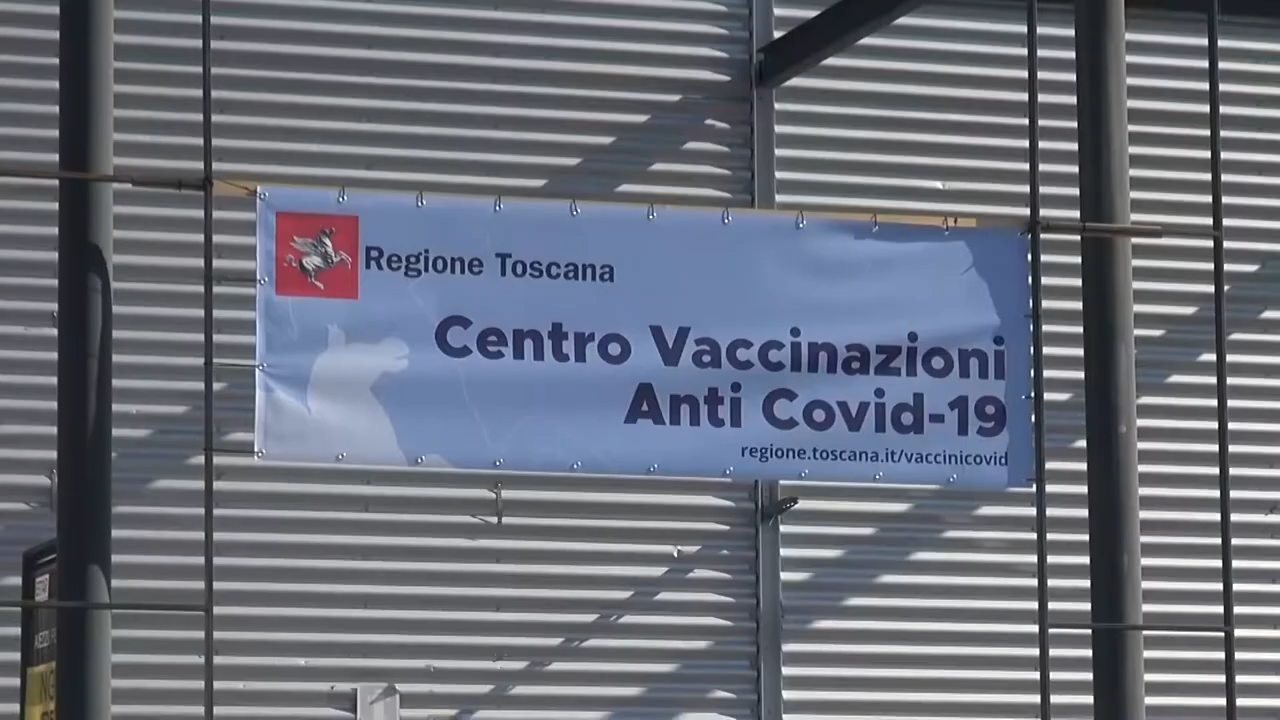 Regione Toscana
Centro Vaccinazioni
Anti Covid-19
regione.toscana.it/vaccinicovid